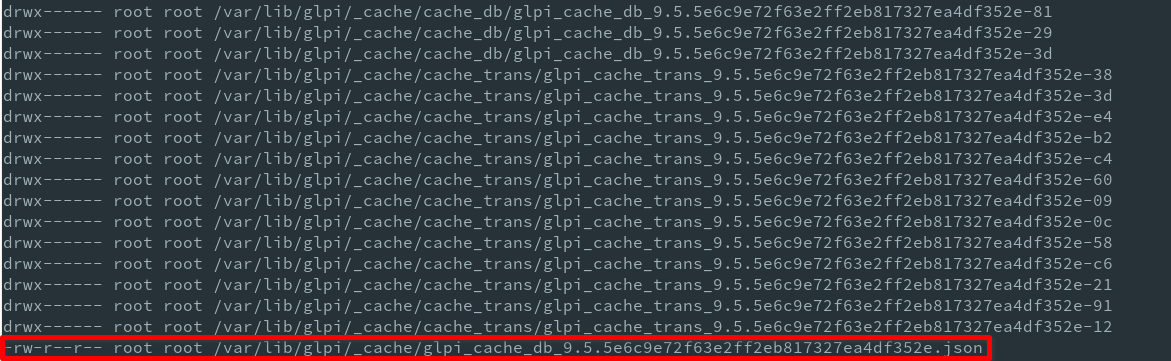 drwx------ root root /var/lib/glpi/_cache/cache_db/glpi_cache_db_9.5.5e6c9e72f63e2ff2eb817327ea4df352e-81
drwx------ root root /var/lib/glpi/_cache/cache_db/glpi_cache_db_9.5.5e6c9e72f63e2ff2eb817327ea4df352e-29
drwx------ root root /var/lib/glpi/_cache/cache_db/glpi_cache_db_9.5.5e6c9e72f63e2ff2eb817327ea4df352e-3d
drwx------ root root /var/lib/glpi/_cache/cache_trans/glpi_cache_trans_9.5.5e6c9e72f63e2ff2eb817327ea4df352e-38
drwx------ root root /var/lib/glpi/_cache/cache_trans/glpi_cache_trans_9.5.5e6c9e72f63e2ff2eb817327ea4df352e-3d
drwx------ root root /var/lib/glpi/_cache/cache_trans/glpi_cache_trans_9.5.5e6c9e72f63e2ff2eb817327ea4df352e-e4
drwx------ root root /var/lib/glpi/_cache/cache_trans/glpi_cache_trans_9.5.5e6c9e72f63e2ff2eb817327ea4df352e-b2
drwx------ root root /var/lib/glpi/_cache/cache_trans/glpi_cache_trans_9.5.5e6c9e72f63e2ff2eb817327ea4df352e-c4
drwx------ root root /var/lib/glpi/_cache/cache_trans/glpi_cache_trans_9.5.5e6c9e72f63e2ff2eb817327ea4df352e-60
drwx------ root root /var/lib/glpi/_cache/cache_trans/glpi_cache_trans_9.5.5e6c9e72f63e2ff2eb817327ea4df352e-09
drwx------ root root /var/lib/glpi/_cache/cache_trans/glpi_cache_trans_9.5.5e6c9e72f63e2ff2eb817327ea4df352e-0c
drwx------ root root /var/lib/glpi/_cache/cache_trans/glpi_cache_trans_9.5.5e6c9e72f63e2ff2eb817327ea4df352e-58
drwx------ root root /var/lib/glpi/_cache/cache_trans/glpi_cache_trans_9.5.5e6c9e72f63e2ff2eb817327ea4df352e-c6
drwx------ root root /var/lib/glpi/_cache/cache_trans/glpi_cache_trans_9.5.5e6c9e72f63e2ff2eb817327ea4df352e-21
drwx------ root root /var/lib/glpi/_cache/cache_trans/glpi_cache_trans_9.5.5e6c9e72f63e2ff2eb817327ea4df352e-91
drwx------ root root /var/lib/glpi/_cache/cache_trans/glpi_cache_trans_9.5.5e6c9e72f63e2ff2eb817327ea4df352e-12
-rw-r--r-- root root /var/lib/glpi/_cache/glpi_cache_db_9.5.5e6c9e72f63e2ff2eb817327ea4df352e.json